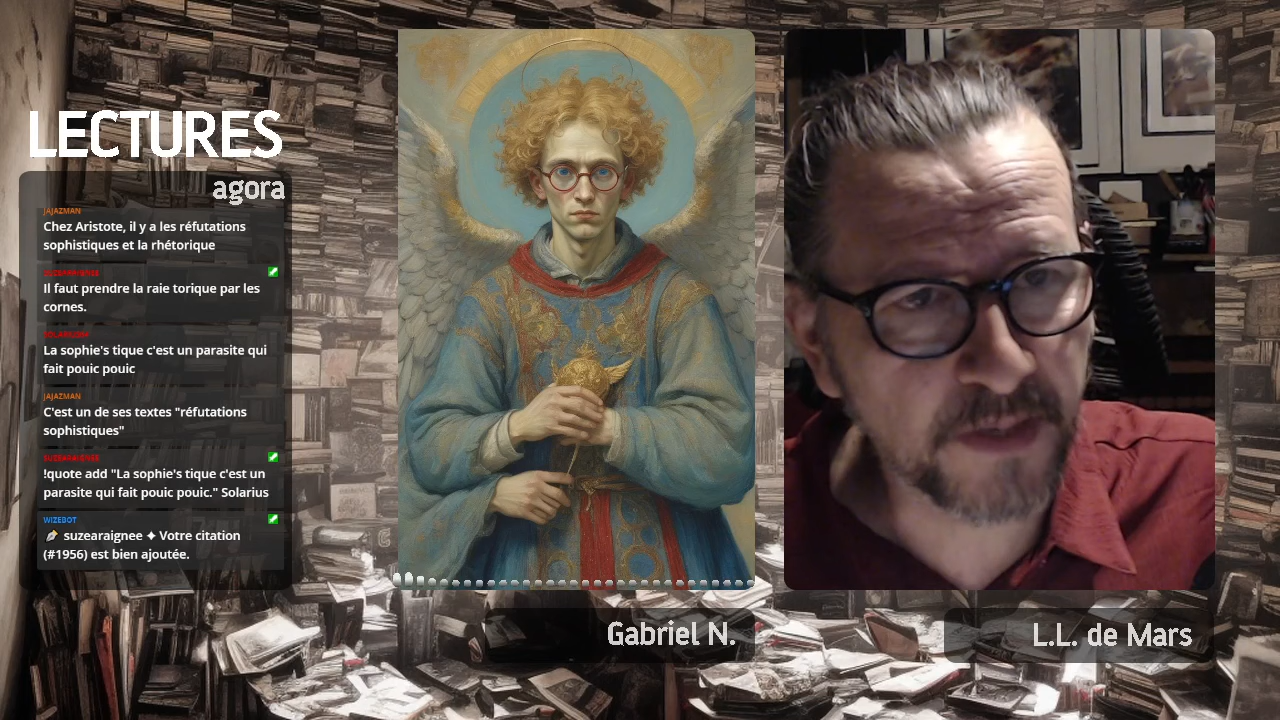 LECTURES
agora
JAJAZMAN
Chez Aristote, il y a les réfutations
sophistiques et la rhétorique
SUZEARAIGNEE
Il faut prendre la raie torique par les
cornes.
SOLARIUSM
La sophie's tique c'est un parasite qui
fait pouic pouic
JAJAZMAN
C'est un de ses textes "réfutations
sophistiques"
SUZEARAIGNEE
!quote add "La sophie's tique c'est un
parasite qui fait pouic pouic." Solarius
WIZEBOT
suzearaignee ✦ Votre citation
(#1956) est bien ajoutée.
Gabriel N.
L.L. de Mars